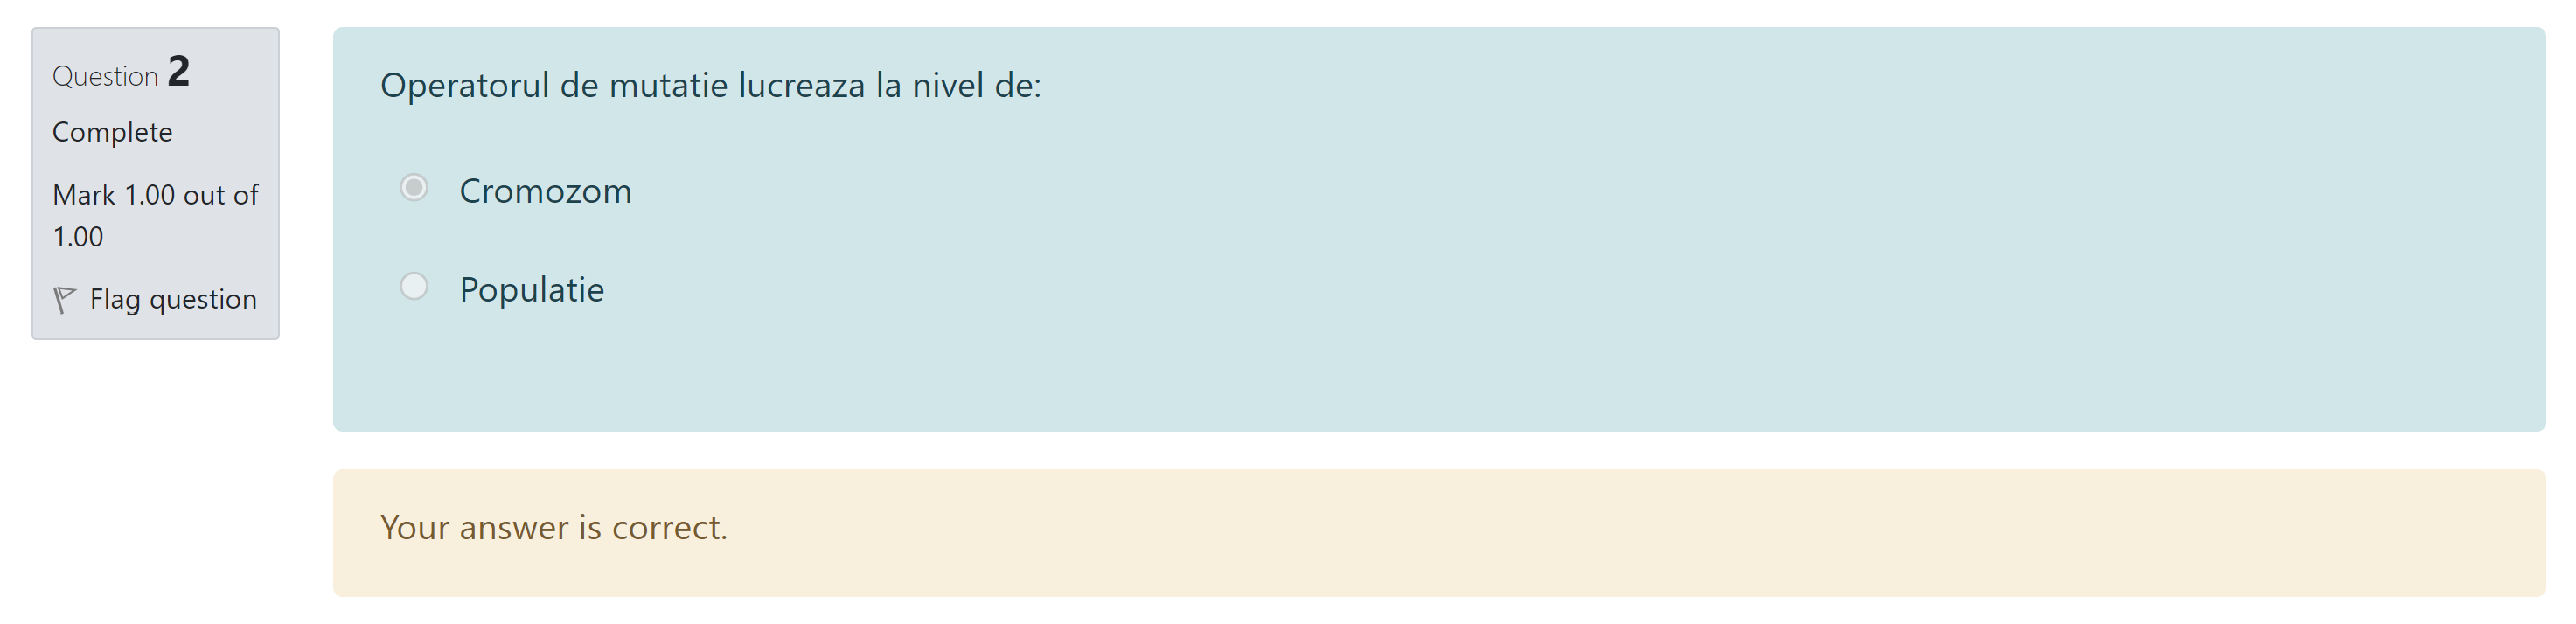 Question 2
Complete
Mark 1.00 out of
1.00
Flag question
Operatorul de mutatie lucreaza la nivel de:
Cromozom
Populatie
Your answer is correct.